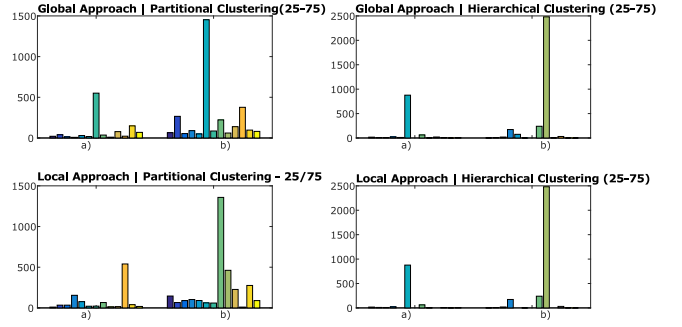 Global Approach | Partitional Clustering(25-75)
1500
1000
500
0
a)
b)
Global Approach | Hierarchical Clustering (25-75)
2500
2000
1500
1000
500
0
a)
b)
Local Approach | Partitional Clustering - 25/75
1500
1000
500
0
a)
b)
Local Approach | Hierarchical Clustering (25-75)
2500
2000
1500
1000
500
0
a)
b)